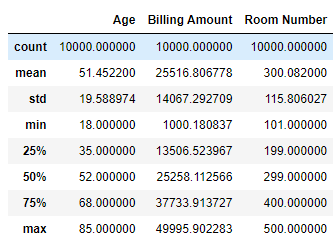 Age Billing Amount Room Number
count 10000.000000 10000.000000 10000.000000
mean 51.452200 25516.806778 300.082000
std 19.588974 14067.292709 115.806027
min 18.000000 1000.180837 101.000000
25% 35.000000 13506.523967 199.000000
50% 52.000000 25258.112566 299.000000
75% 68.000000 37733.913727 400.000000
max 85.000000 49995.902283 500.000000